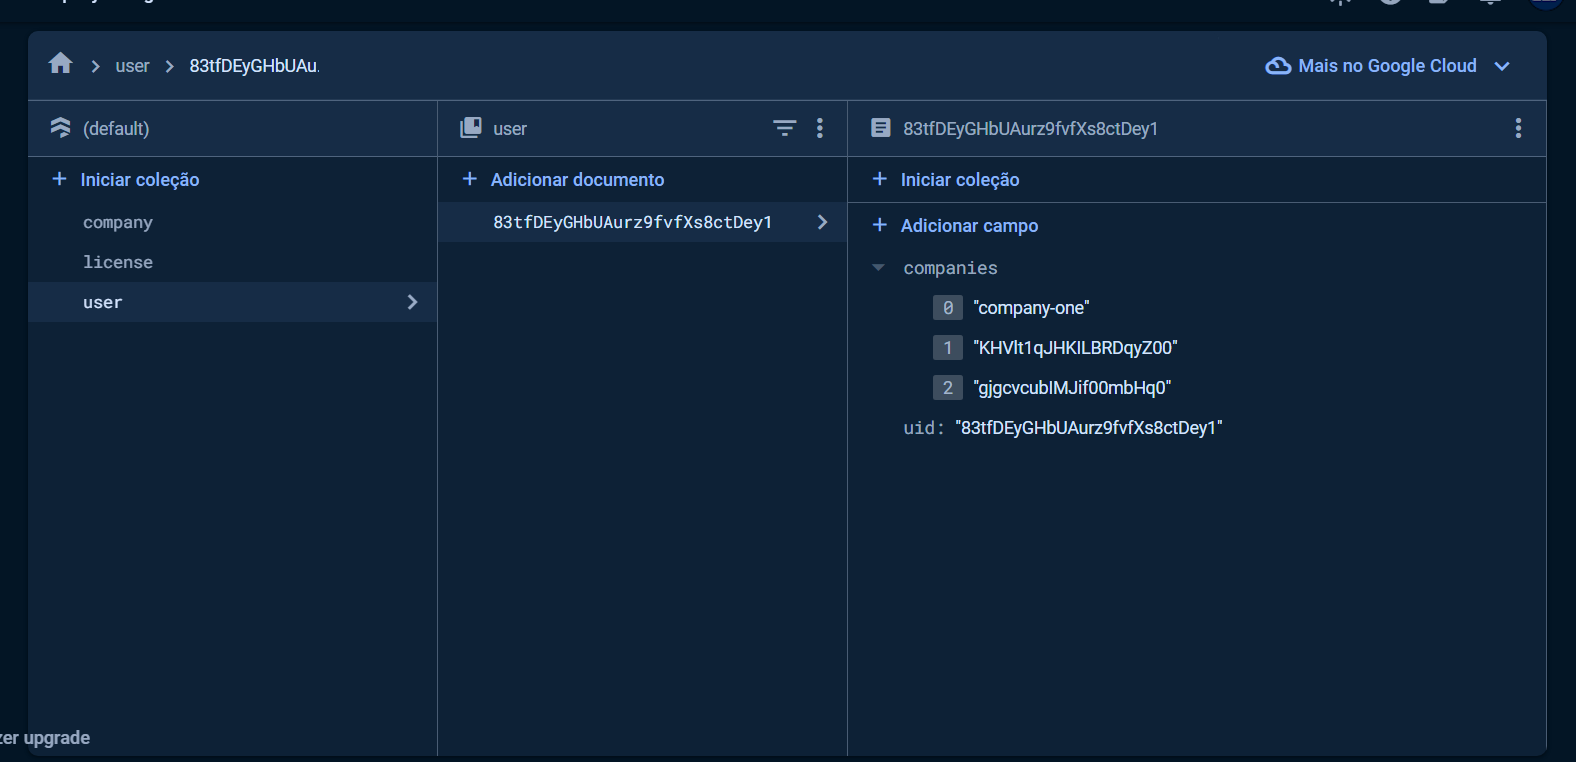 user
83tfDEyGHbUAu.
Mais no Google Cloud
(default)
user
83tfDEyGHbUAurz9fvfXs8ctDey1
Iniciar coleção
Adicionar documento
Iniciar coleção
company
83tfDEyGHbUAurz9fvfXs8ctDey1
Adicionar campo
license
companies
user
0 "company-one"
1 "KHVlt1qJHKILBRDqyZ00"
2 "gjgcvcubIMJif00mbHq0"
uid: "83tfDEyGHbUAurz9fvfXs8ctDey1"
zer upgrade